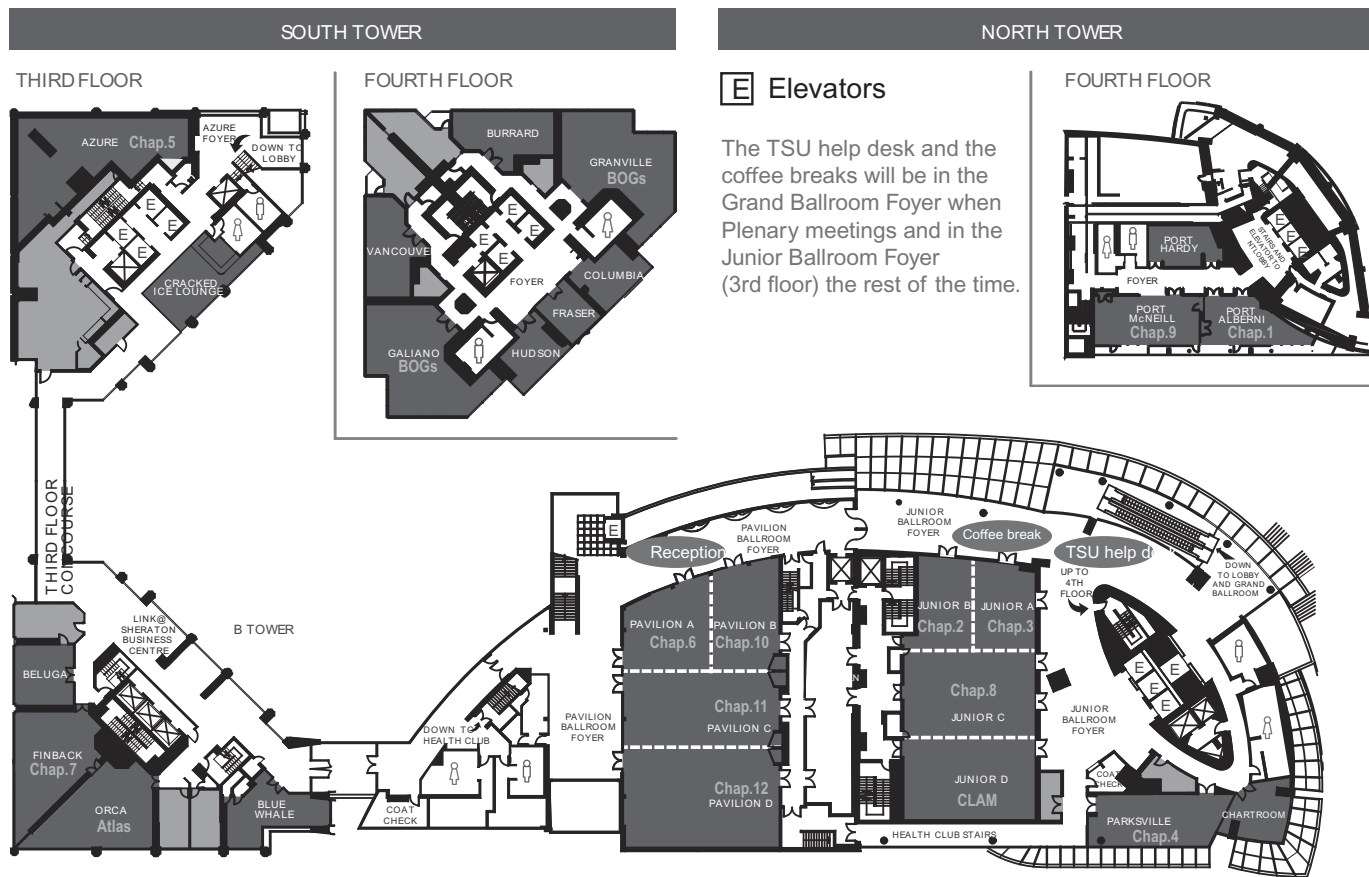 SOUTH TOWER
NORTH TOWER
THIRD FLOOR
AZURE Chap.5
AZURE
FOYER
DOWN TO
LOBBY
E
E
E
E
CRACKED
ICE LOUNGE
FOURTH FLOOR
BURRARD
GRANVILLE
BOGs
E
E
E
E
VANCOUVE
FOYER
COLUMBIA
FRASER
HUDSON
GALIANO
BOGs
E Elevators
The TSU help desk and the
coffee breaks will be in the
Grand Ballroom Foyer when
Plenary meetings and in the
Junior Ballroom Foyer
(3rd floor) the rest of the time.
FOURTH FLOOR
PORT
HARDY
STAIRS AND
ELEVATOR TO
NT LOBBY
E
E
E
E
FOYER
PORT
McNEILL
Chap.9
PORT
ALBERNI
Chap.1
THIRD FLOOR
CONCOURSE
LINK@
SHERATON
BUSINESS
CENTRE
B TOWER
BELUGA
FINBACK
Chap.7
ORCA
Atlas
BLUE
WHALE
COAT
CHECK
DOWN TO
HEALTH CLUB
PAVILION
BALLROOM
FOYER
E
Reception
PAVILION
BALLROOM
FOYER
PAVILION A
Chap.6
PAVILION B
Chap.10
Chap.11
PAVILION C
Chap.12
PAVILION D
N
JUNIOR
BALLROOM
FOYER
Coffee break
TSU help de
DOWN
TO LOBBY
AND GRAND
BALLROOM
UP TO
4TH
FLOOR
JUNIOR B
Chap.2
JUNIOR A
Chap.3
Chap.8
JUNIOR C
JUNIOR D
CLAM
JUNIOR
BALLROOM
FOYER
E
E
E
E
COAT
CHECK
PARKSVILLE
Chap.4
CHARTROOM
HEALTH CLUB STAIRS